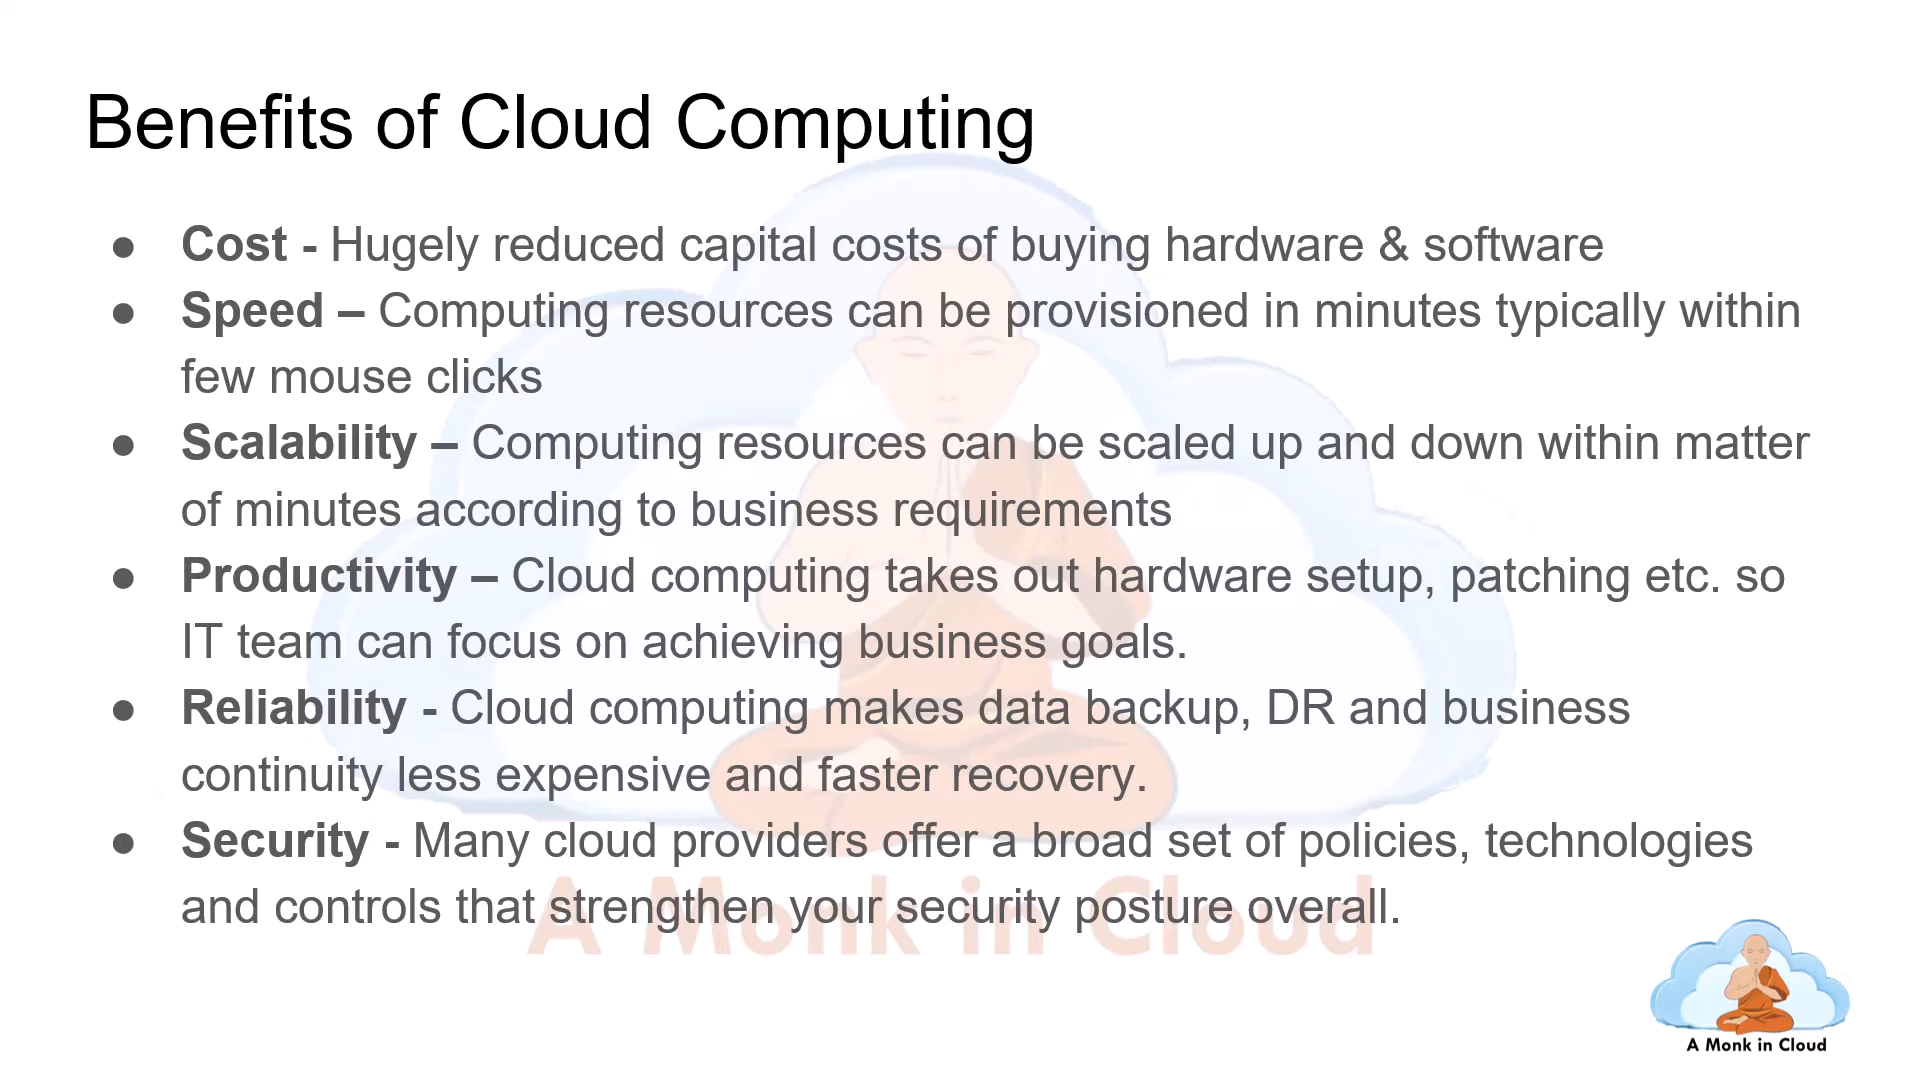 Benefits of Cloud Computing
● Cost - Hugely reduced capital costs of buying hardware & software
● Speed – Computing resources can be provisioned in minutes typically within
few mouse clicks
● Scalability – Computing resources can be scaled up and down within matter
of minutes according to business requirements
● Productivity – Cloud computing takes out hardware setup, patching etc. so
IT team can focus on achieving business goals.
● Reliability - Cloud computing makes data backup, DR and business
continuity less expensive and faster recovery.
● Security - Many cloud providers offer a broad set of policies, technologies
and controls that strengthen your security posture overall.
A Monk in Cloud
A Monk in Cloud